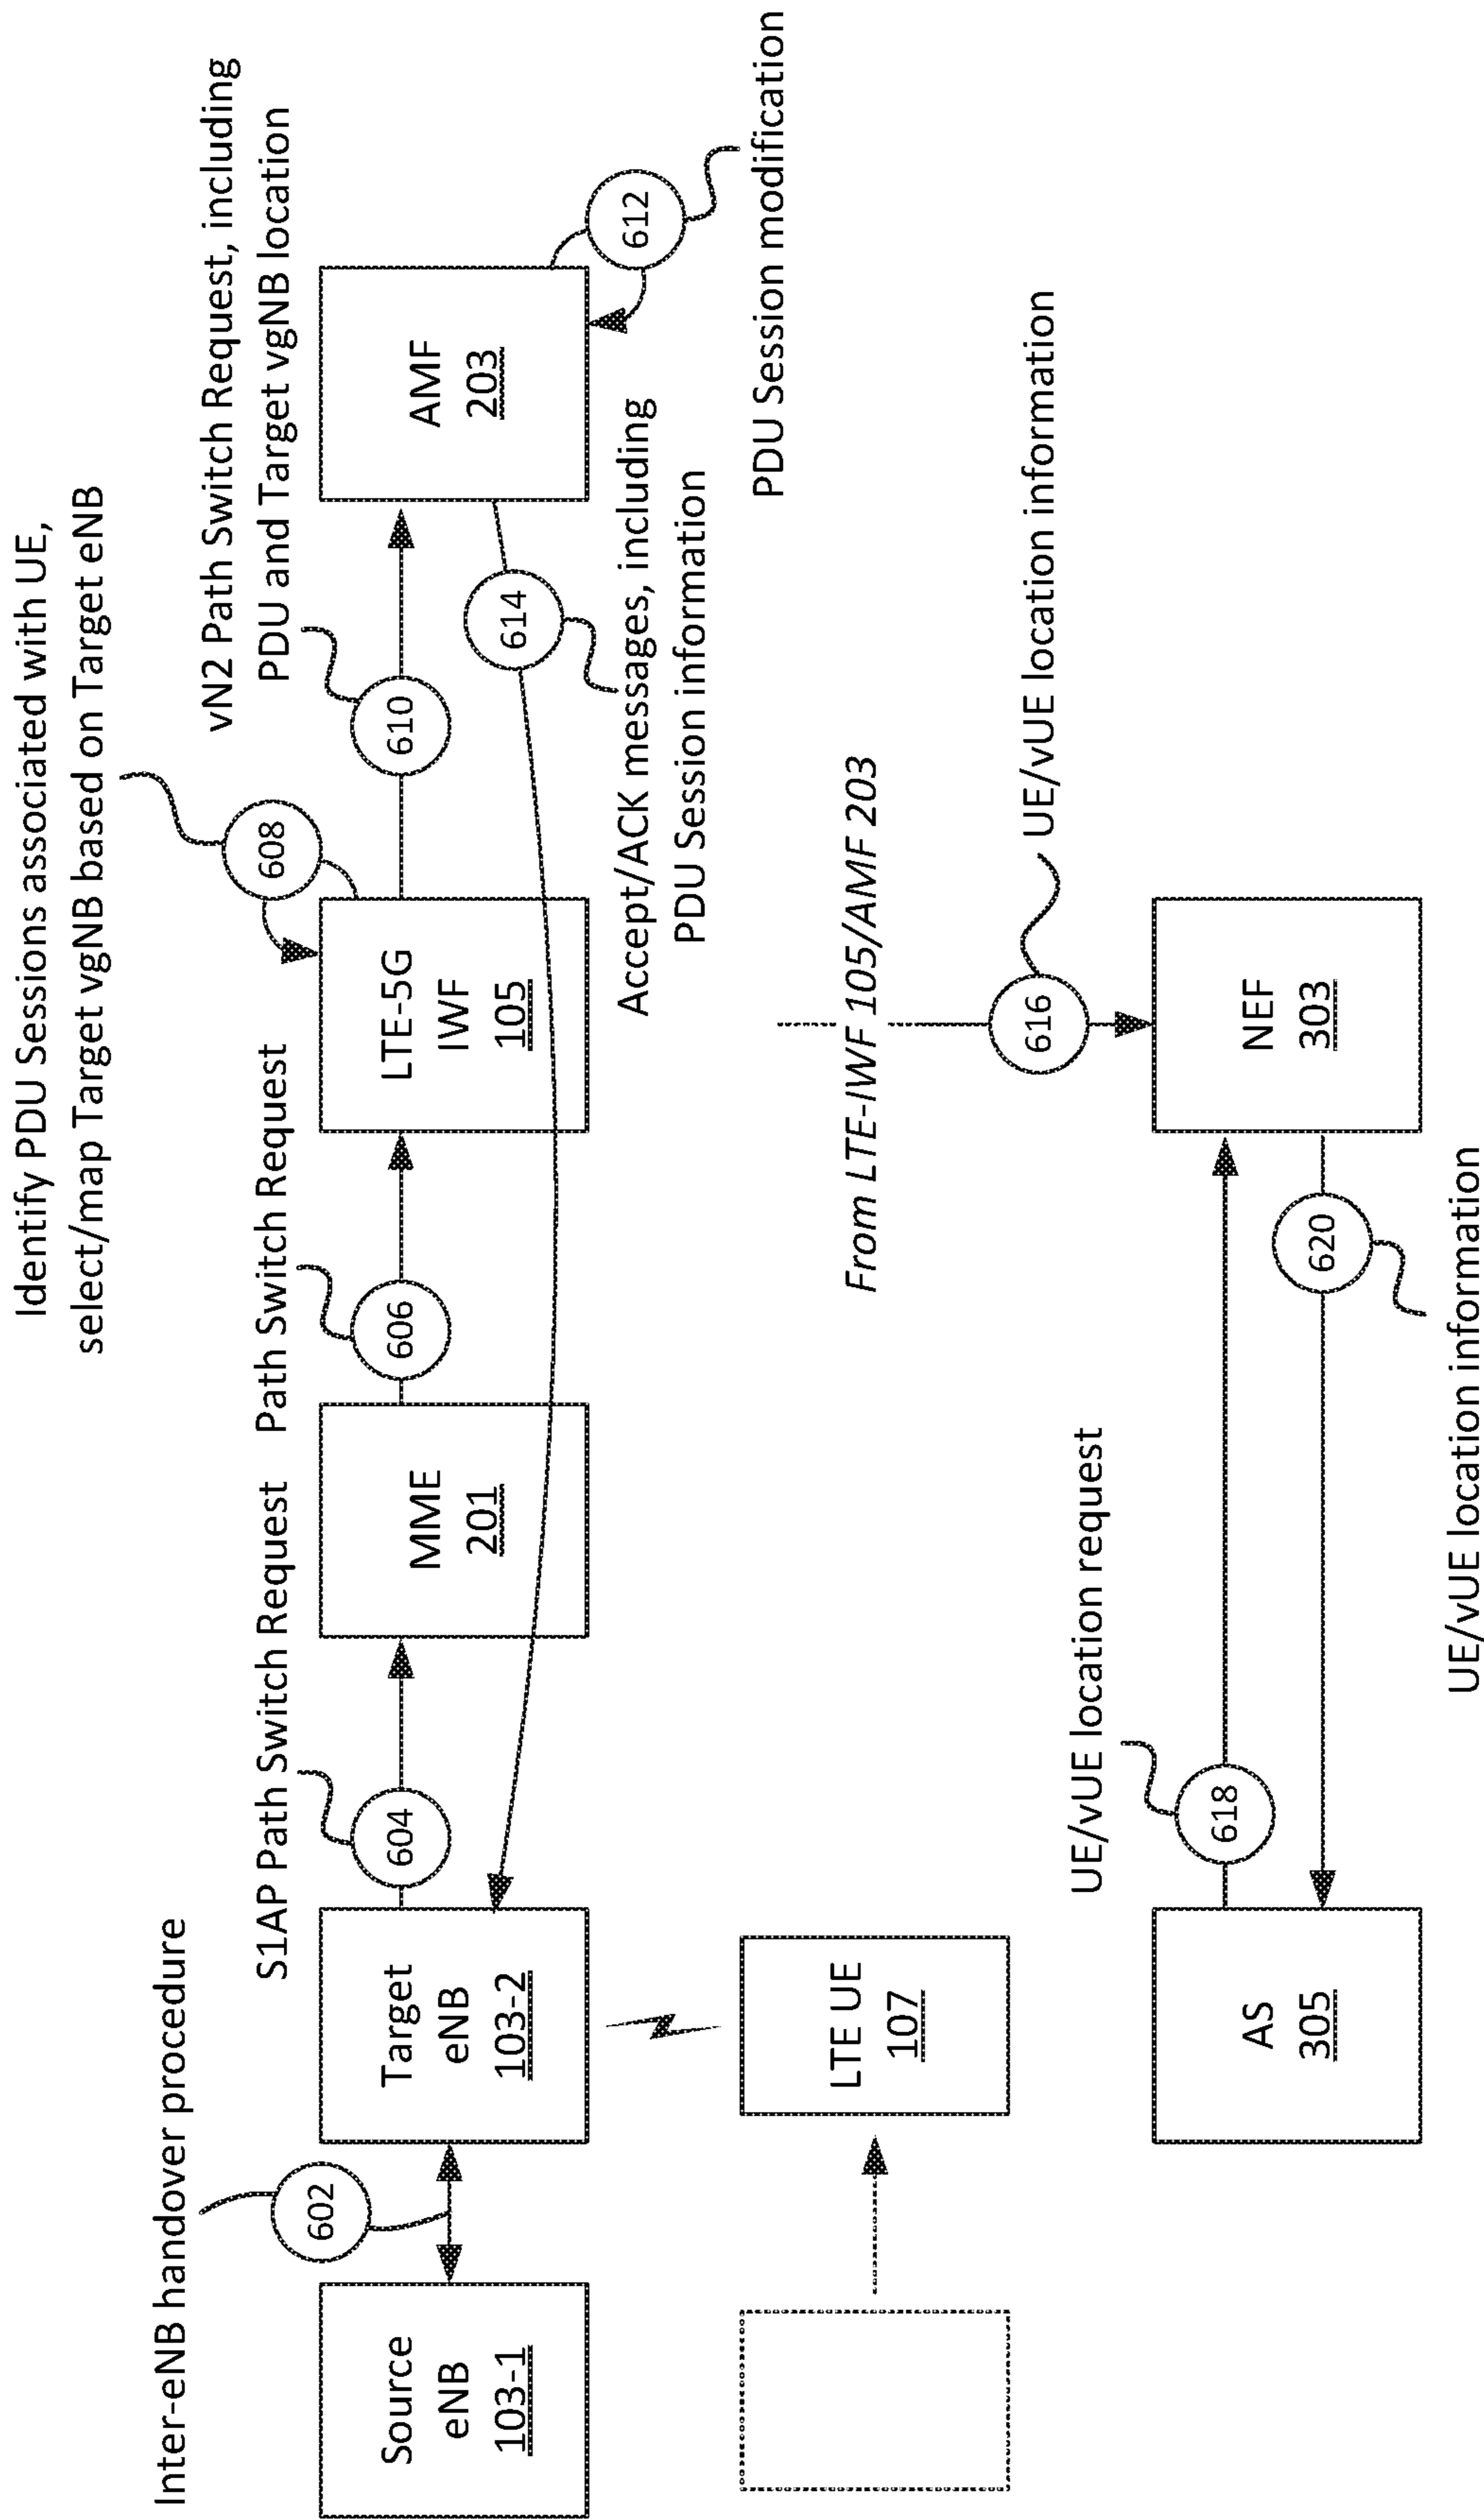 Identify PDU Sessions associated with UE,
select/map Target vgNB based on Target eNB
Inter-eNB handover procedure
S1AP Path Switch Request
Path Switch Request
vN2 Path Switch Request, including
PDU and Target vgNB location
602
604
606
608
610
612
614
Source
eNB
103-1
Target
eNB
103-2
MME
201
LTE-5G
IWF
105
AMF
203
Accept/ACK messages, including
PDU Session information
PDU Session modification
LTE UE
107
From LTE-IWF 105/AMF 203
616
UE/vUE location information
UE/vUE location request
618
AS
305
NEF
303
620
UE/vUE location information